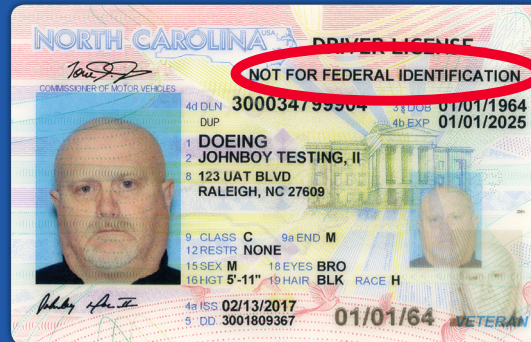 NORTH CAROLINA USA DRIVER LICENSE
NOT FOR FEDERAL IDENTIFICATION
COMMISSIONER OF MOTOR VEHICLES
4d DLN 300034799904 3 DOB 01/01/1964
DUP 4b EXP 01/01/2025
1 DOEING
2 JOHNBOY TESTING, II
8 123 UAT BLVD
RALEIGH, NC 27609
9 CLASS C 9a END M
12 RESTR NONE
15 SEX M 18 EYES BRO
16 HGT 5'-11" 19 HAIR BLK RACE H
4a ISS 02/13/2017
5 DD 3001809367
01/01/64
VETERAN